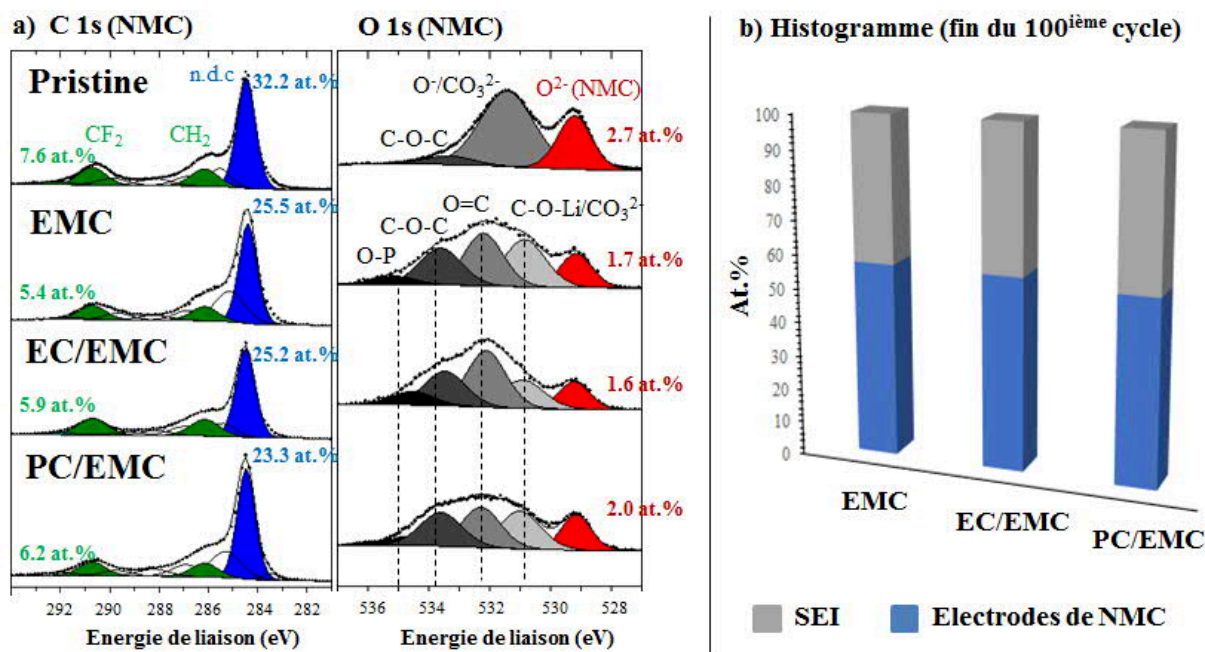 a) C 1s (NMC)
O 1s (NMC)
Pristine
n.d.c
32.2 at.%
CF2
CH2
7.6 at.%
O-/CO3 2-
O2- (NMC)
C-O-C
2.7 at.%
EMC
25.5 at.%
5.4 at.%
O-P
C-O-C
O=C
C-O-Li/CO3 2-
1.7 at.%
EC/EMC
25.2 at.%
5.9 at.%
1.6 at.%
PC/EMC
23.3 at.%
6.2 at.%
2.0 at.%
292 290 288 286 284 282
Energie de liaison (eV)
536 534 532 530 528
Energie de liaison (eV)
b) Histogramme (fin du 100ième cycle)
At.%
100
90
80
70
60
50
40
30
20
10
0
EMC
EC/EMC
PC/EMC
SEI
Electrodes de NMC